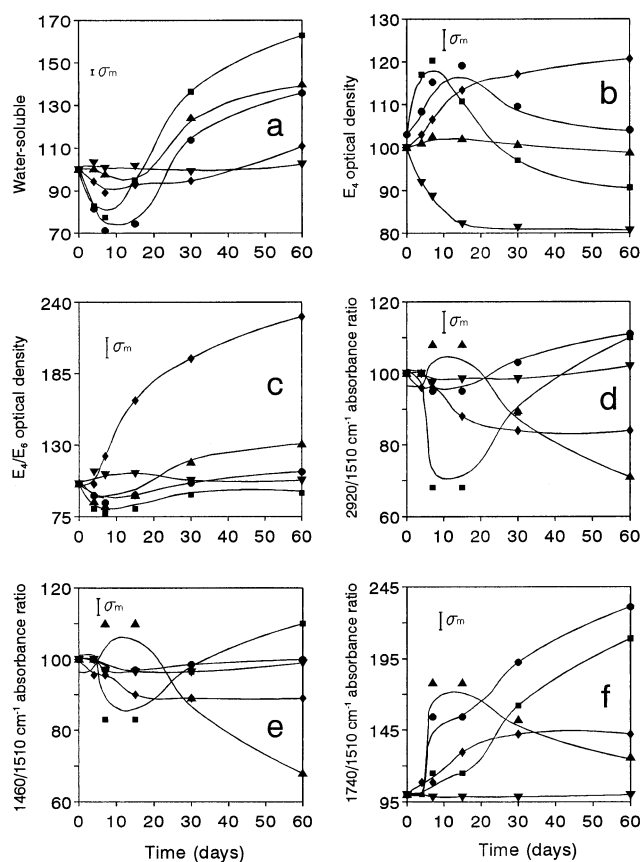 170
150
130
110
90
70
0 10 20 30 40 50 60
Water-soluble
σm
a
130
120
110
100
90
80
0 10 20 30 40 50 60
E4 optical density
σm
b
240
185
130
75
0 10 20 30 40 50 60
E4/E6 optical density
σm
c
120
100
80
60
0 10 20 30 40 50 60
2920/1510 cm⁻¹ absorbance ratio
σm
d
120
100
80
60
0 10 20 30 40 50 60
1460/1510 cm⁻¹ absorbance ratio
σm
e
Time (days)
245
195
145
95
0 10 20 30 40 50 60
1740/1510 cm⁻¹ absorbance ratio
σm
f
Time (days)